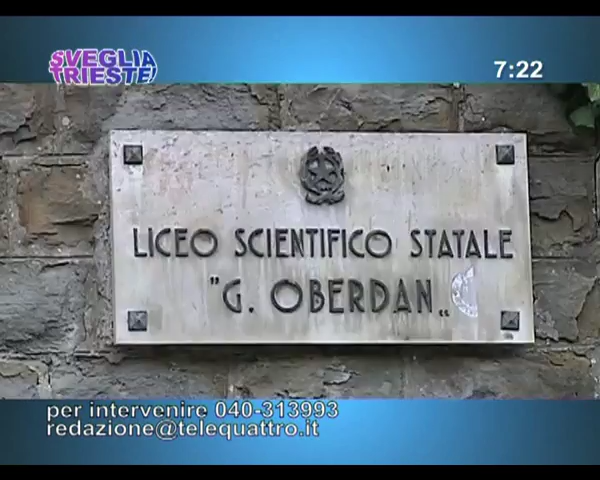 SVEGLIA
TRIESTE
7:22
LICEO SCIENTIFICO STATALE
"G. OBERDAN„
per intervenire 040-313993
redazione@telequattro.it